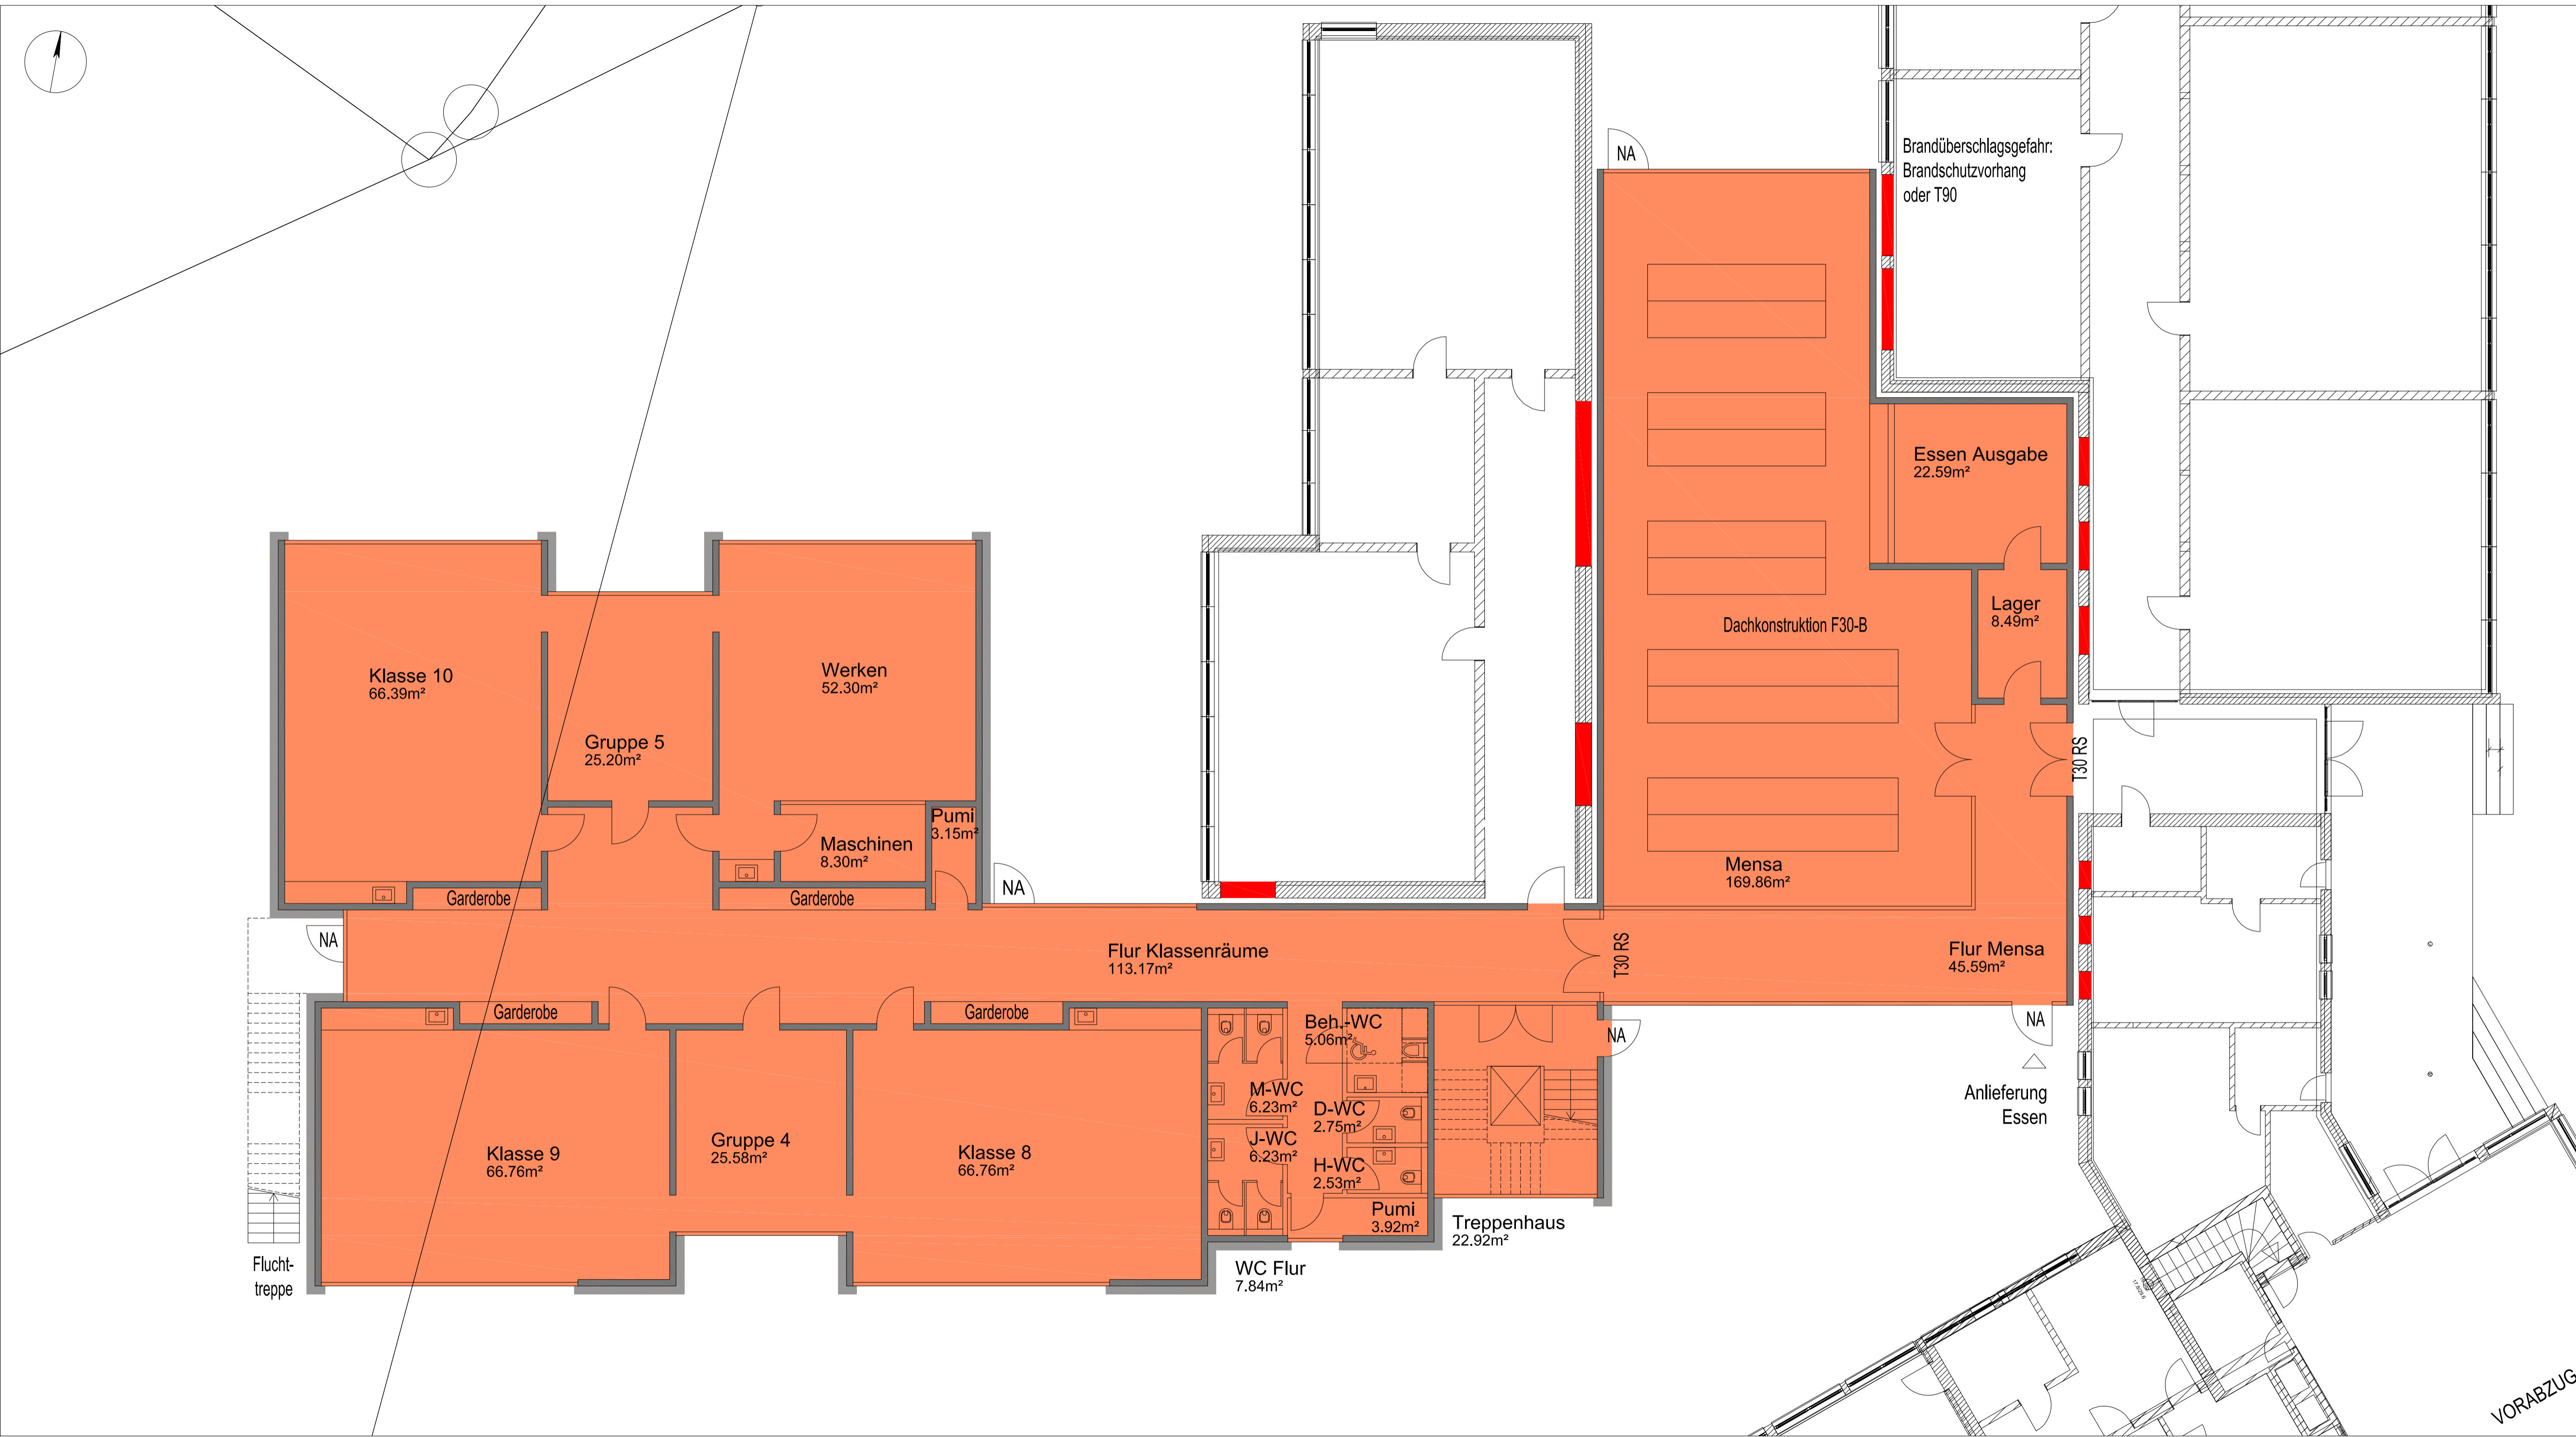 NA
Brandüberschlagsgefahr:
Brandschutzvorhang
oder T90
Essen Ausgabe
22.59m²
Lager
8.49m²
Dachkonstruktion F30-B
Klasse 10
66.39m²
Werken
52.30m²
Gruppe 5
25.20m²
T30 RS
Pumi
3.15m²
Maschinen
8.30m²
Mensa
169.86m²
NA
Garderobe
Garderobe
NA
Flur Klassenräume
113.17m²
T30 RS
Flur Mensa
45.59m²
Garderobe
Garderobe
Beh.-WC
5.06m²
NA
NA
M-WC
6.23m²
D-WC
2.75m²
Anlieferung
Essen
J-WC
6.23m²
Gruppe 4
25.58m²
Klasse 9
66.76m²
Klasse 8
66.76m²
H-WC
2.53m²
Pumi
3.92m²
Treppenhaus
22.92m²
Flucht-
treppe
WC Flur
7.84m²
VORABZUG